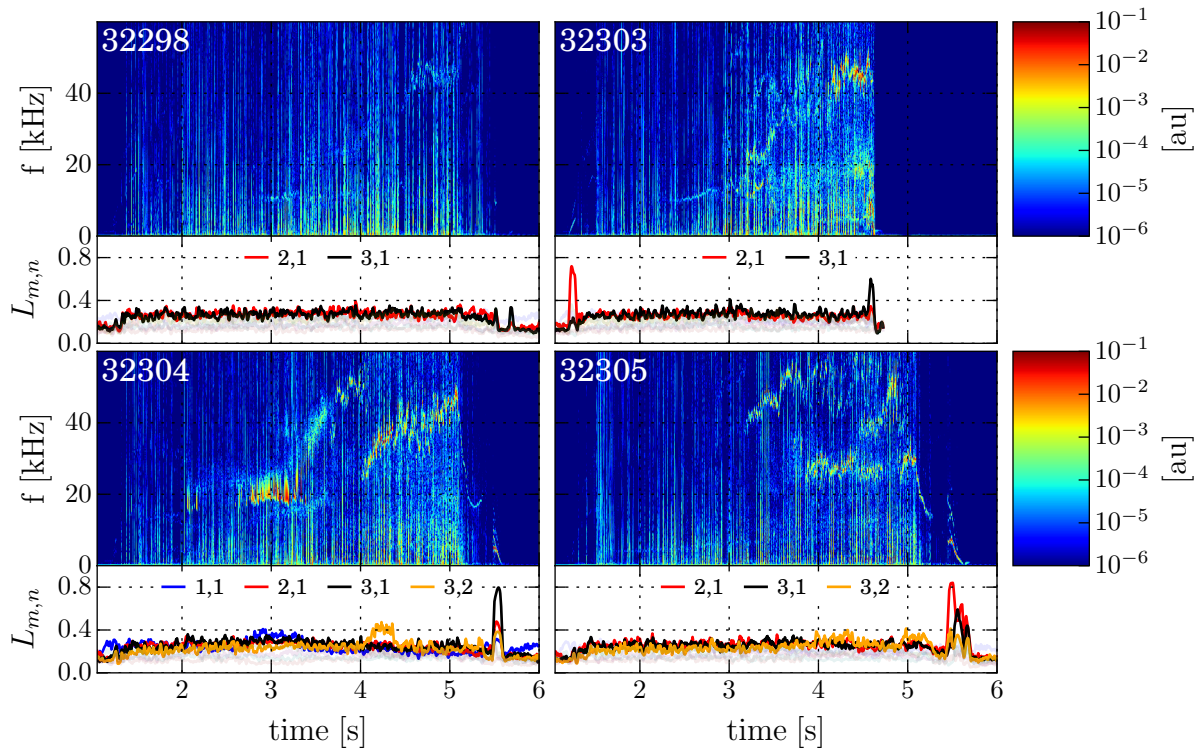 32298
32303
f [kHz]
40
20
0
10⁻¹
10⁻²
10⁻³
10⁻⁴
10⁻⁵
10⁻⁶
[au]
Lm,n
0.8
0.4
0.0
2,1 3,1
2,1 3,1
32304
32305
f [kHz]
40
20
0
10⁻¹
10⁻²
10⁻³
10⁻⁴
10⁻⁵
10⁻⁶
[au]
Lm,n
0.8
0.4
0.0
1,1 2,1 3,1 3,2
2,1 3,1 3,2
2 3 4 5 6
2 3 4 5 6
time [s]
time [s]